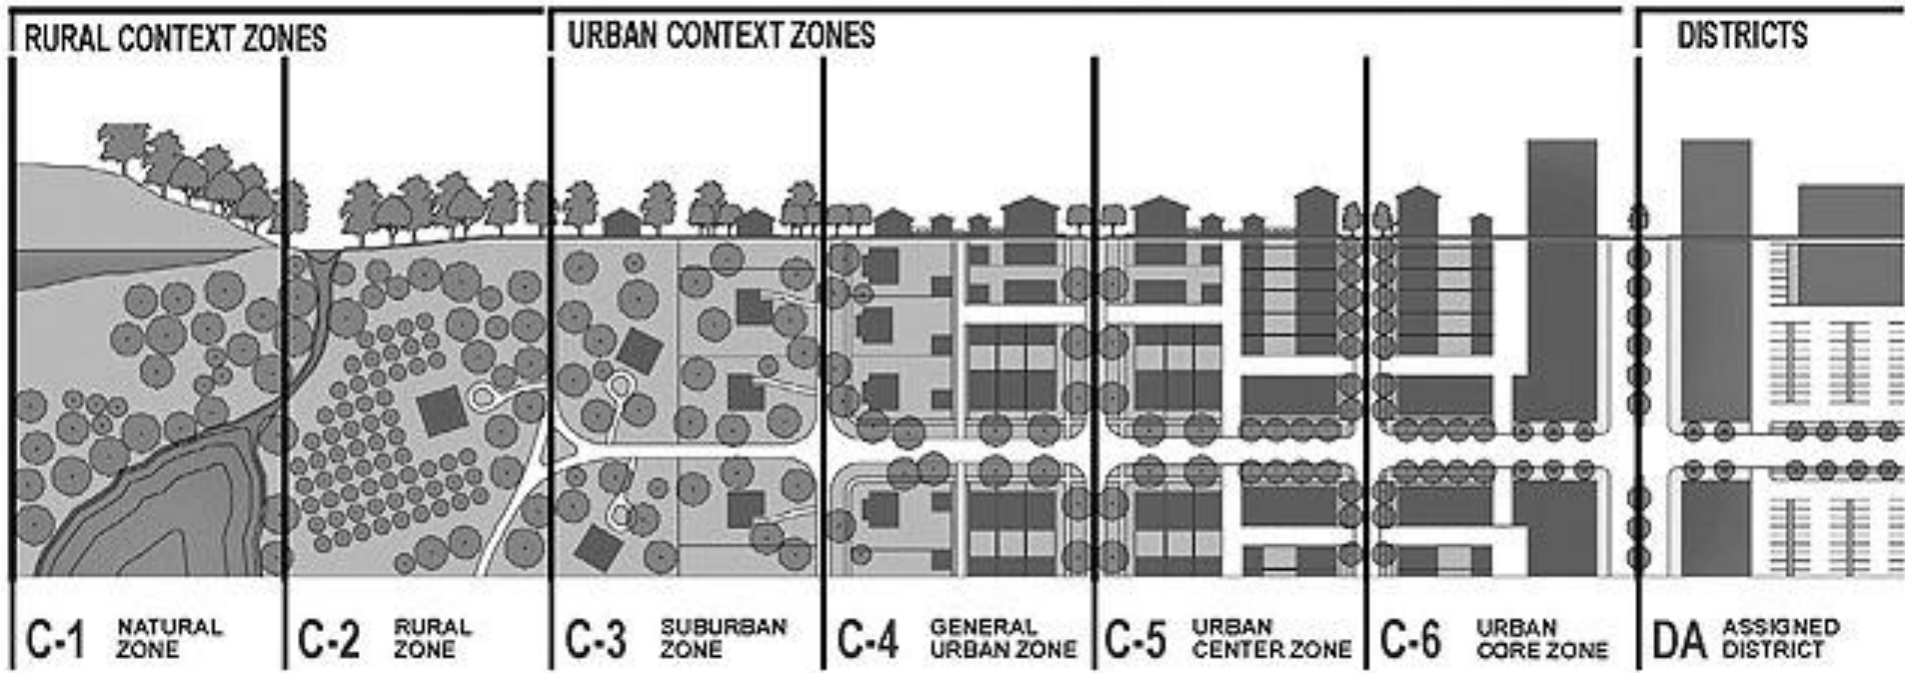 RURAL CONTEXT ZONES
URBAN CONTEXT ZONES
DISTRICTS
C-1 NATURAL
ZONE
C-2 RURAL
ZONE
C-3 SUBURBAN
ZONE
C-4 GENERAL
URBAN ZONE
C-5 URBAN
CENTER ZONE
C-6 URBAN
CORE ZONE
DA ASSIGNED
DISTRICT